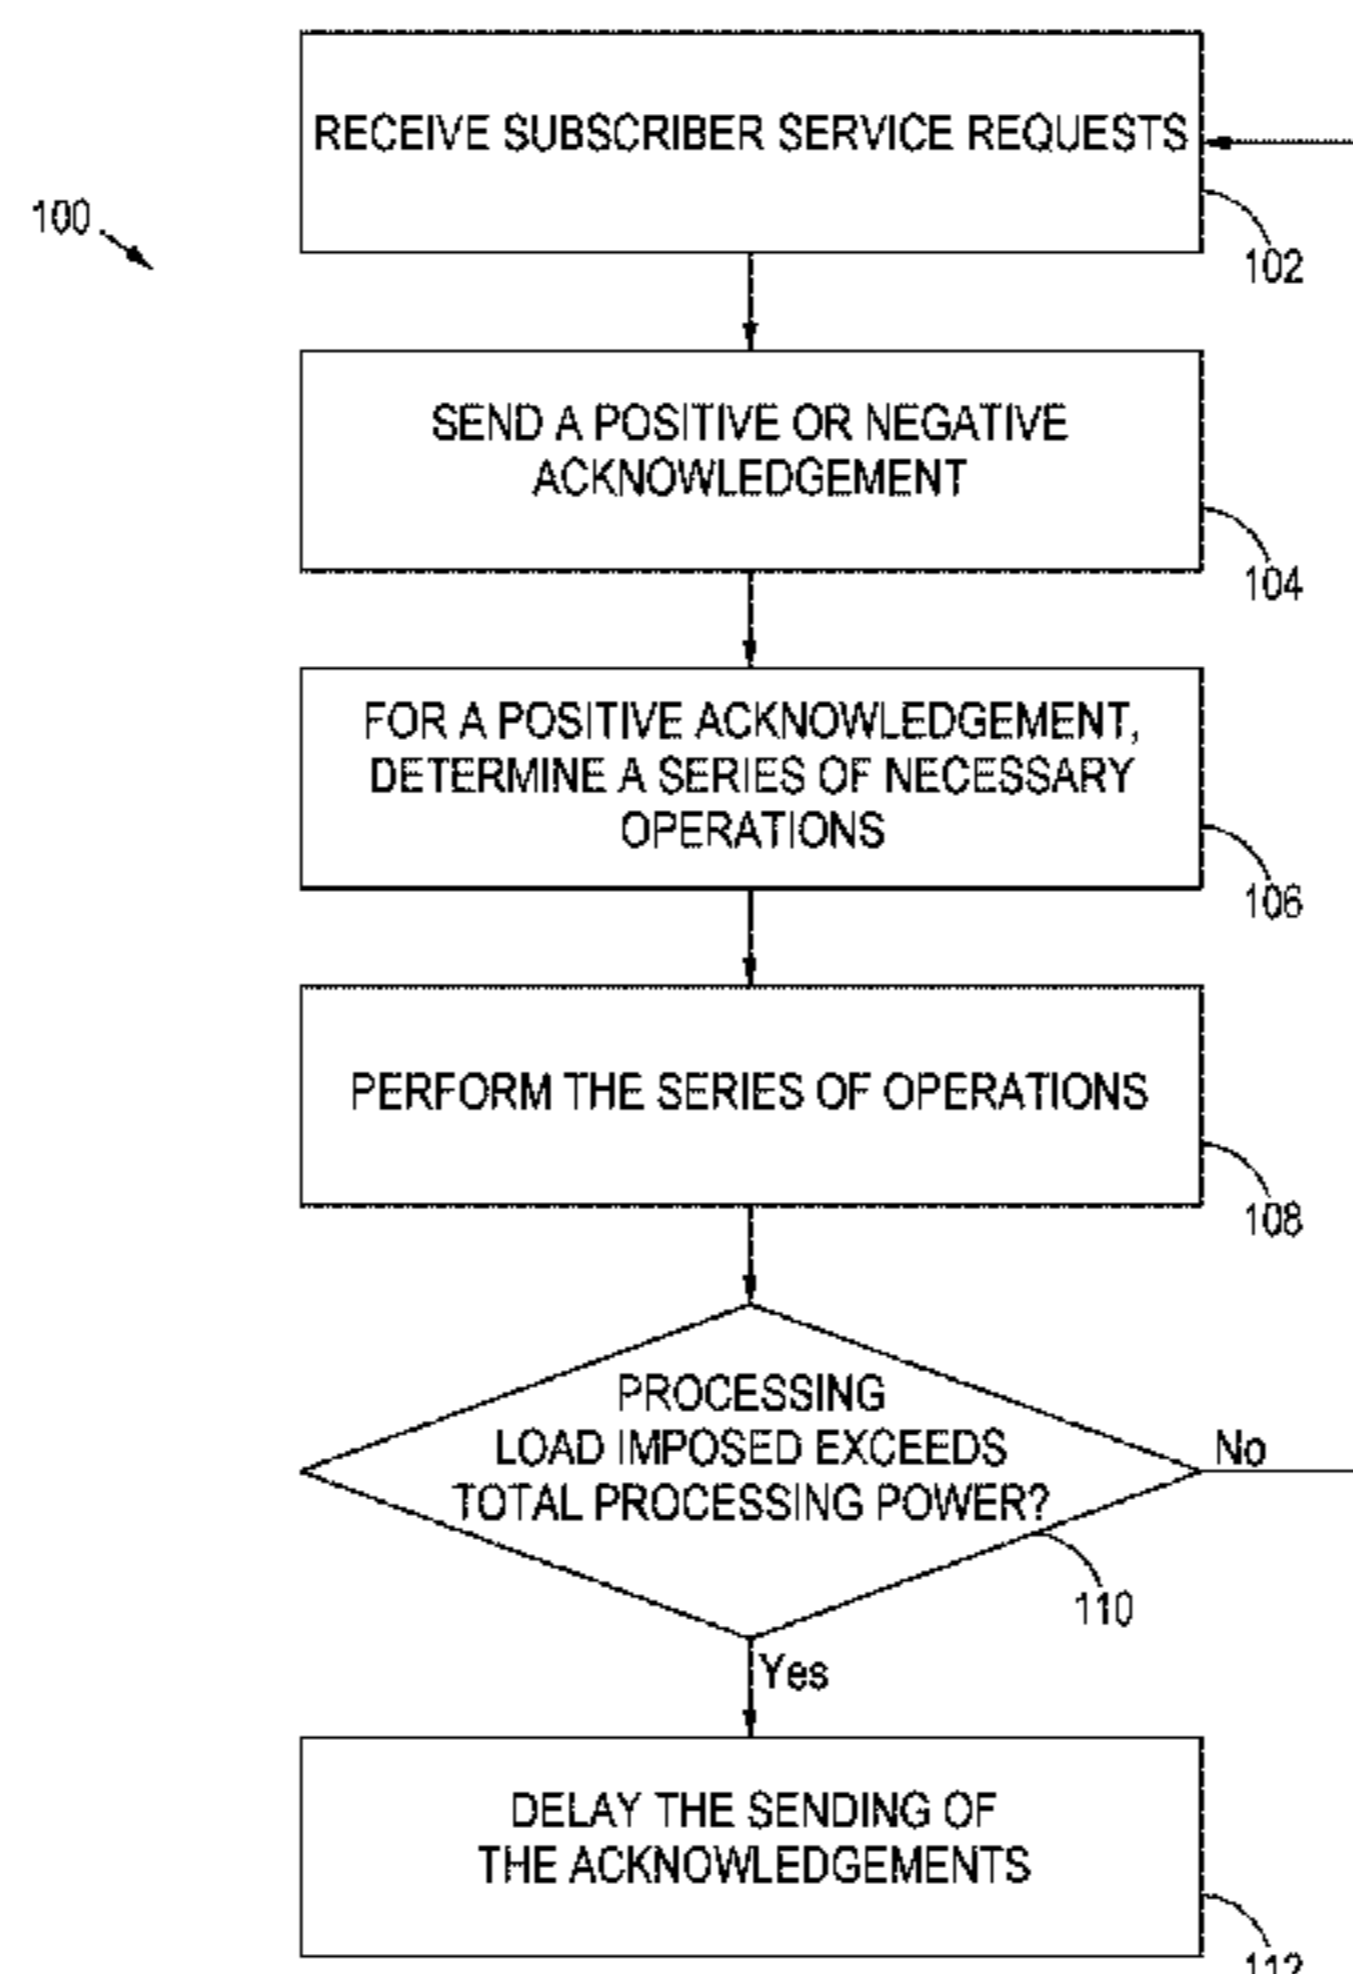 RECEIVE SUBSCRIBER SERVICE REQUESTS
100
102
SEND A POSITIVE OR NEGATIVE
ACKNOWLEDGEMENT
104
FOR A POSITIVE ACKNOWLEDGEMENT,
DETERMINE A SERIES OF NECESSARY
OPERATIONS
106
PERFORM THE SERIES OF OPERATIONS
108
PROCESSING
LOAD IMPOSED EXCEEDS
TOTAL PROCESSING POWER?
No
110
Yes
DELAY THE SENDING OF
THE ACKNOWLEDGEMENTS
112